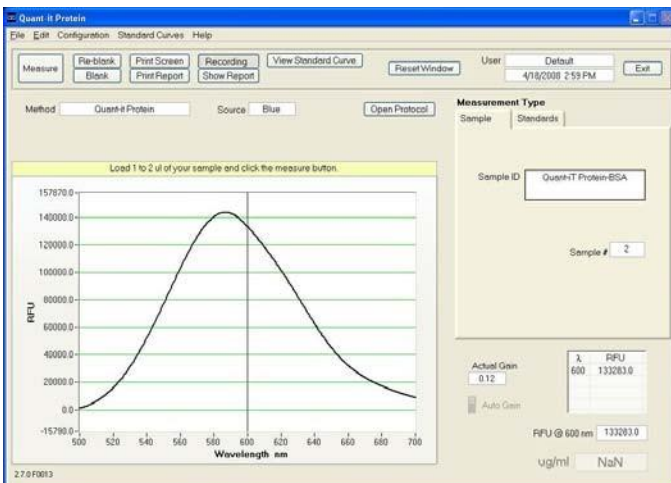 Quant-it Protein
File Edit Configuration Standard Curves Help
Measure Re-blank Print Screen Recording View Standard Curve Reset Window User Default Exit
Blank Print Report Show Report 4/18/2008 2:59 PM
Method Quant-it Protein Source Blue Open Protocol
Measurement Type
Sample Standards
Load 1 to 2 ul of your sample and click the measure button.
Sample ID Quant-iT Protein-BSA
Sample # 2
157870.0
140000.0
120000.0
100000.0
80000.0
60000.0
40000.0
20000.0
0.0
-15790.0
RFU
500 520 540 560 580 600 620 640 660 680 700
Wavelength nm
Actual Gain
0.12
Auto Gain
λ RFU
600 133283.0
RFU @ 600 nm 133283.0
ug/ml NaN
2.7.0 F0013